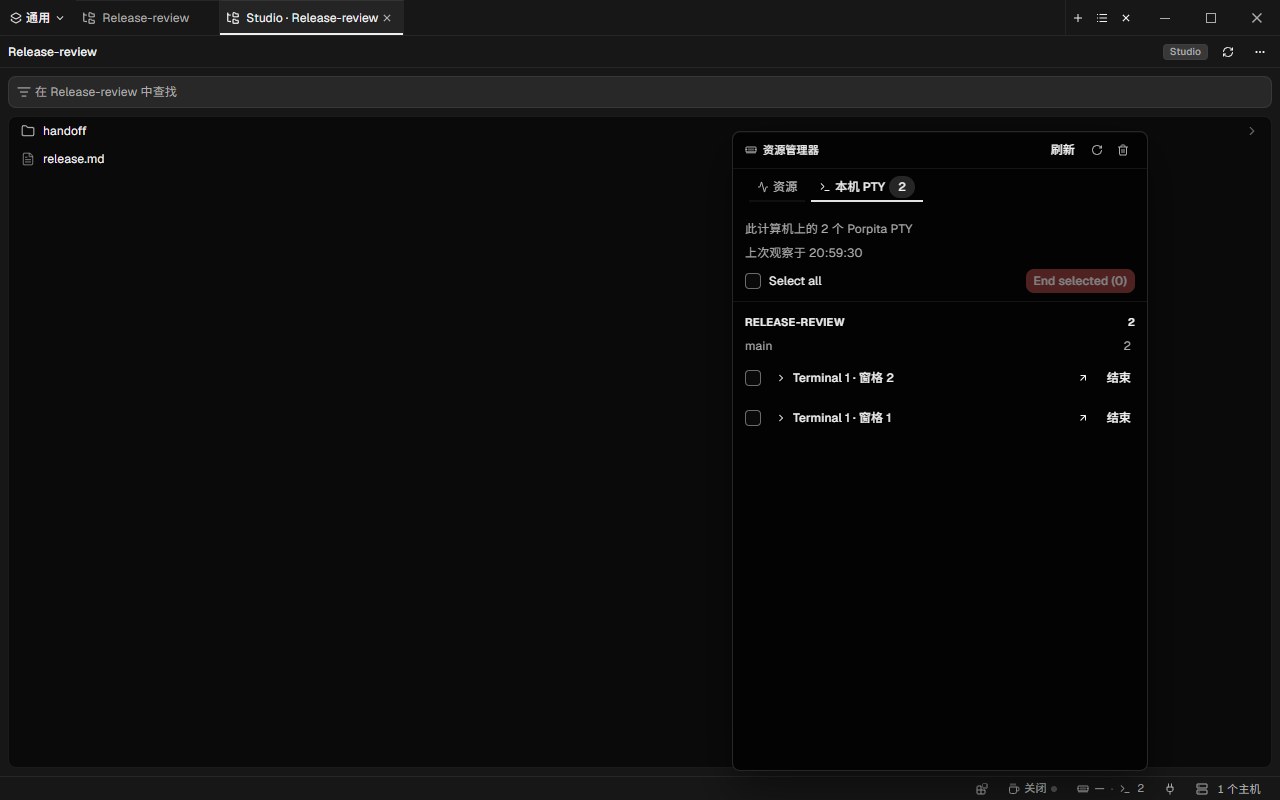 通用
Release-review
Studio · Release-review
Release-review
Studio
在 Release-review 中查找
handoff
release.md
资源管理器
刷新
资源
本机 PTY 2
此计算机上的 2 个 Porpita PTY
上次观察于 20:59:30
Select all
End selected (0)
RELEASE-REVIEW 2
main 2
Terminal 1 · 窗格 2
结束
Terminal 1 · 窗格 1
结束
关闭
— · 2
1 个主机